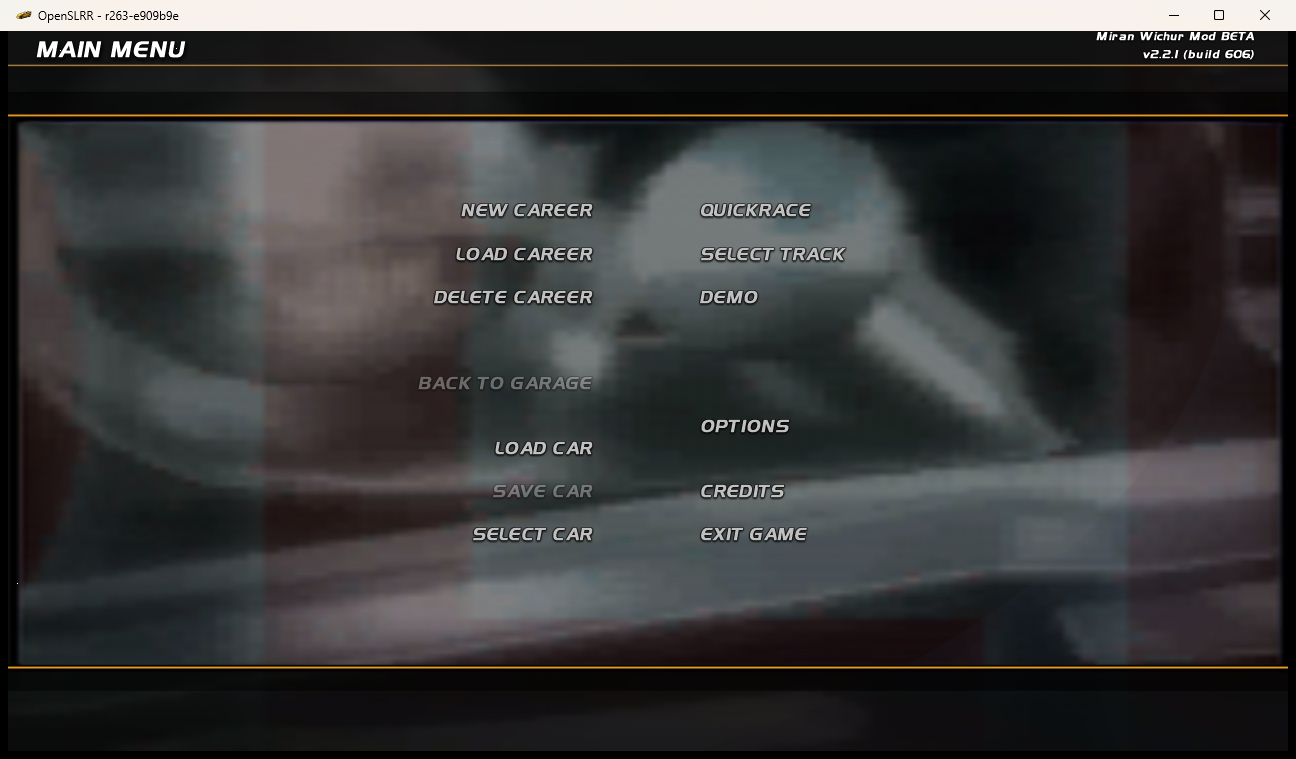 OpenSLRR - r263-e909b9e
MAIN MENU
Miran Wichur Mod BETA
v2.2.1 (build 606)
NEW CAREER
LOAD CAREER
DELETE CAREER
BACK TO GARAGE
LOAD CAR
SAVE CAR
SELECT CAR
QUICKRACE
SELECT TRACK
DEMO
OPTIONS
CREDITS
EXIT GAME